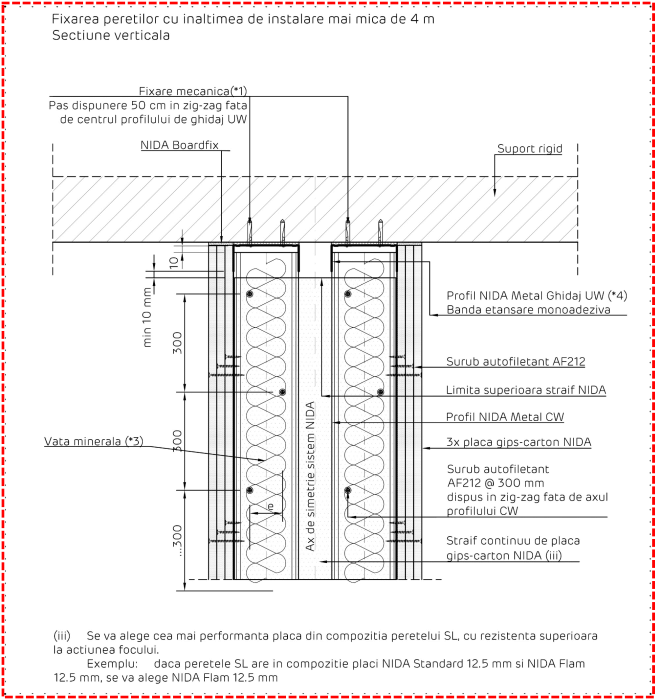 Fixarea peretilor cu inaltimea de instalare mai mica de 4 m
Sectiune verticala
Fixare mecanica(*1)
Pas dispunere 50 cm in zig-zag fata
de centrul profilului de ghidaj UW
NIDA Boardfix
Suport rigid
10
min 10 mm
300
Profil NIDA Metal Ghidaj UW (*4)
Banda etansare monoadeziva
Surub autofiletant AF212
Limita superioara straif NIDA
Profil NIDA Metal CW
Vata minerala (*3)
300
3x placa gips-carton NIDA
Ax de simetrie sistem NIDA
Surub autofiletant
AF212 @ 300 mm
dispus in zig-zag fata de axul
profilului CW
e
...300
Straif continuu de placa
gips-carton NIDA (iii)
(iii) Se va alege cea mai performanta placa din compozitia peretelui SL, cu rezistenta superioara
la actiunea focului.
Exemplu: daca peretele SL are in compozitie placi NIDA Standard 12.5 mm si NIDA Flam
12.5 mm, se va alege NIDA Flam 12.5 mm